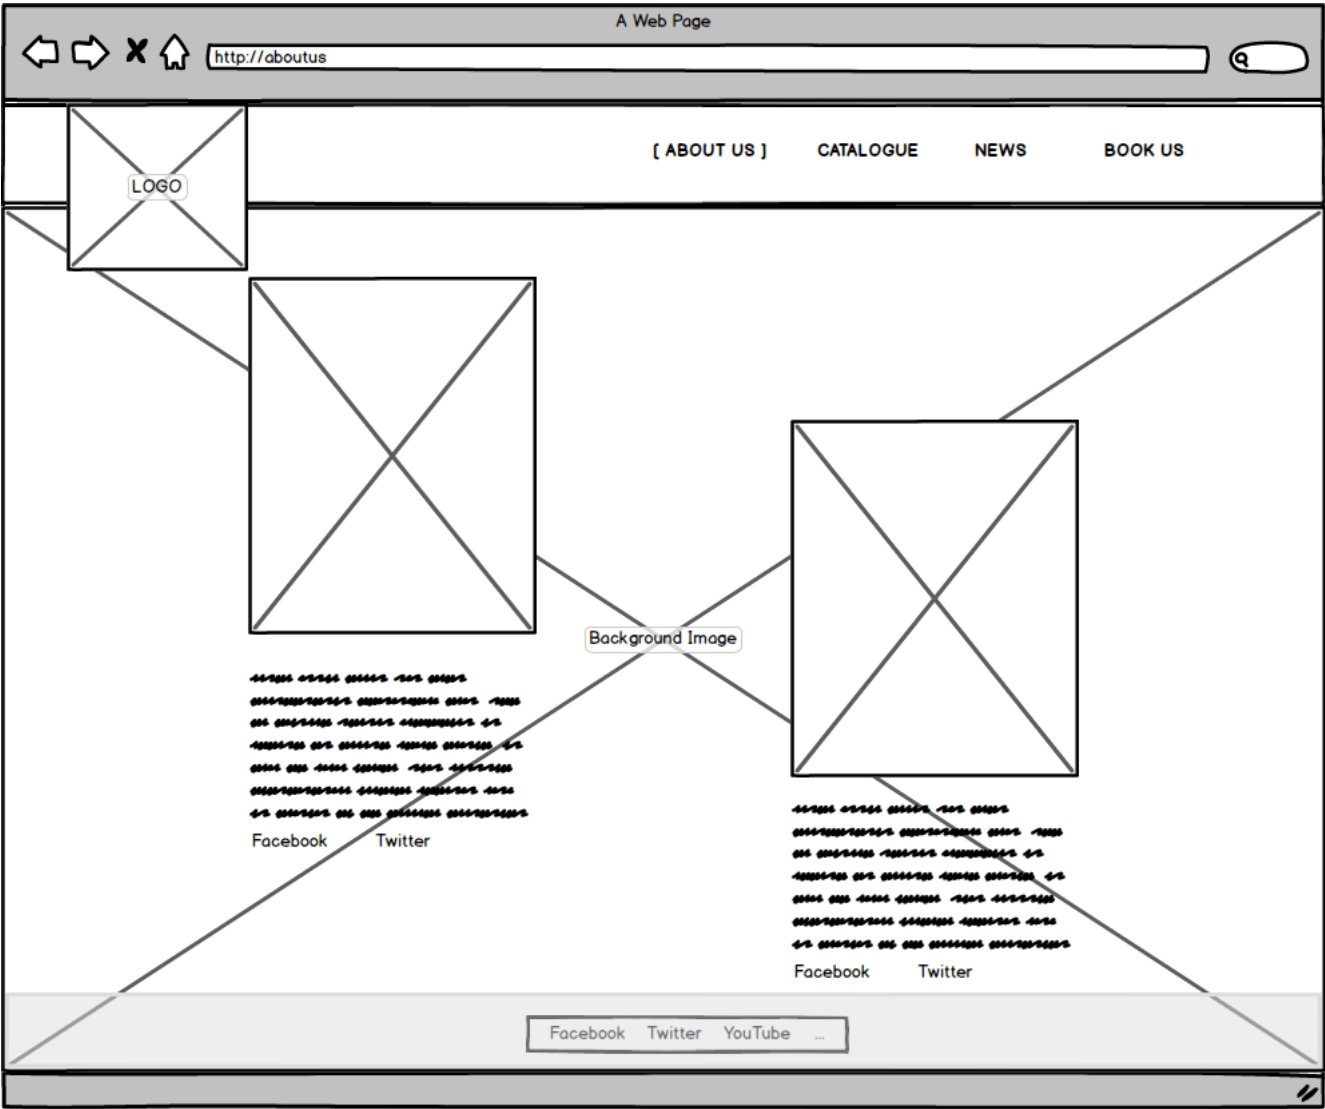 A Web Page
http://aboutus
[ ABOUT US ] CATALOGUE NEWS BOOK US
LOGO
Background Image
Facebook Twitter
Facebook Twitter
Facebook Twitter YouTube ...